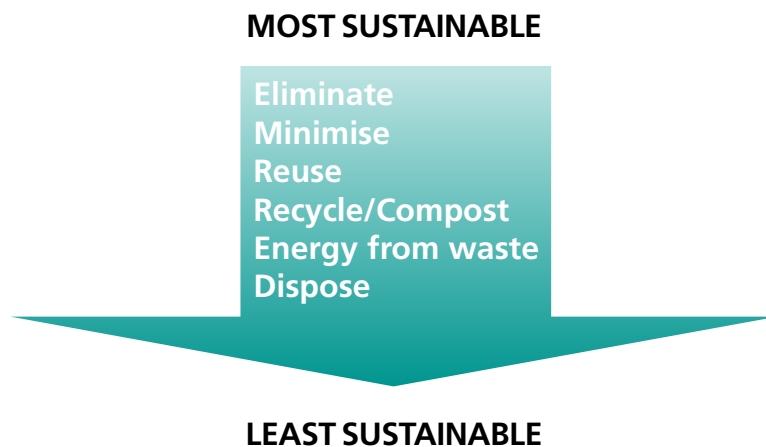 MOST SUSTAINABLE
Eliminate
Minimise
Reuse
Recycle/Compost
Energy from waste
Dispose
LEAST SUSTAINABLE